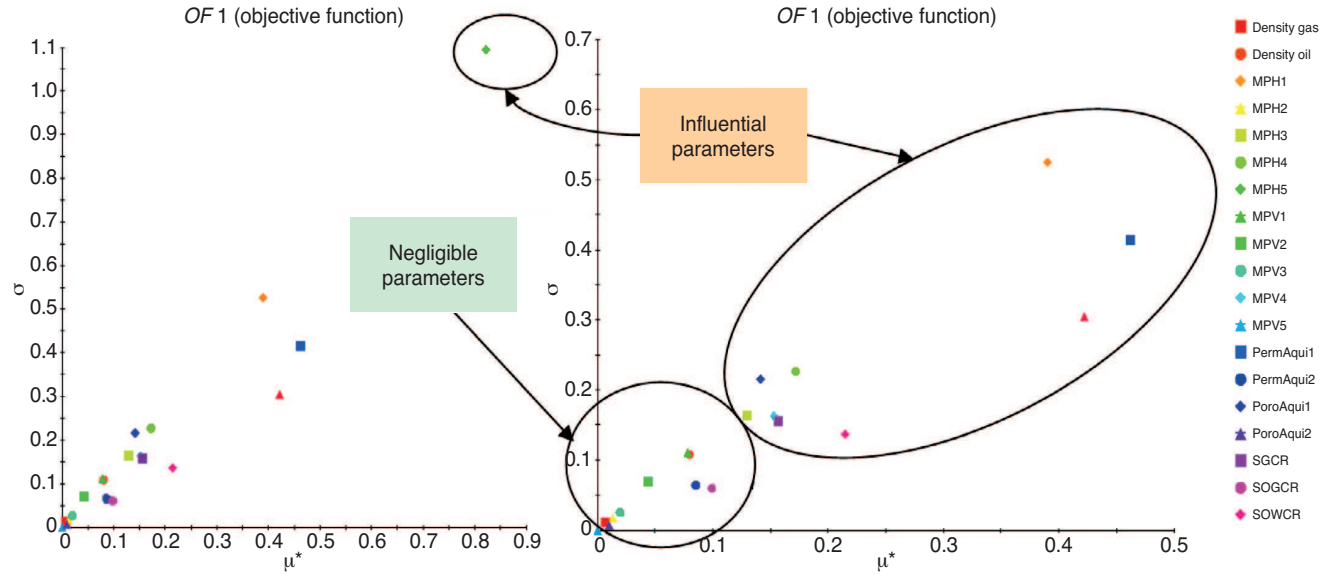 OF 1 (objective function)
1.1
1.0
0.9
0.8
0.7
0.6
0.5
0.4
0.3
0.2
0.1
0
σ
0 0.1 0.2 0.3 0.4 0.5 0.6 0.7 0.8 0.9
μ*
Negligible
parameters
Influential
parameters
OF 1 (objective function)
0.7
0.6
0.5
0.4
0.3
0.2
0.1
0
σ
0 0.1 0.2 0.3 0.4 0.5
μ*
Density gas
Density oil
MPH1
MPH2
MPH3
MPH4
MPH5
MPV1
MPV2
MPV3
MPV4
MPV5
PermAqui1
PermAqui2
PoroAqui1
PoroAqui2
SGCR
SOGCR
SOWCR